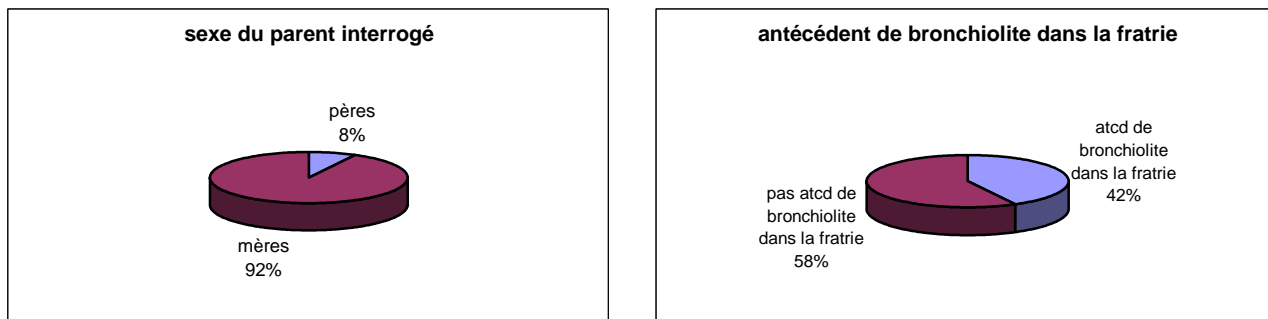 sexe du parent interrogé
pères
8%
mères
92%
antécédent de bronchiolite dans la fratrie
atcd de
bronchiolite
dans la fratrie
42%
pas atcd de
bronchiolite
dans la fratrie
58%